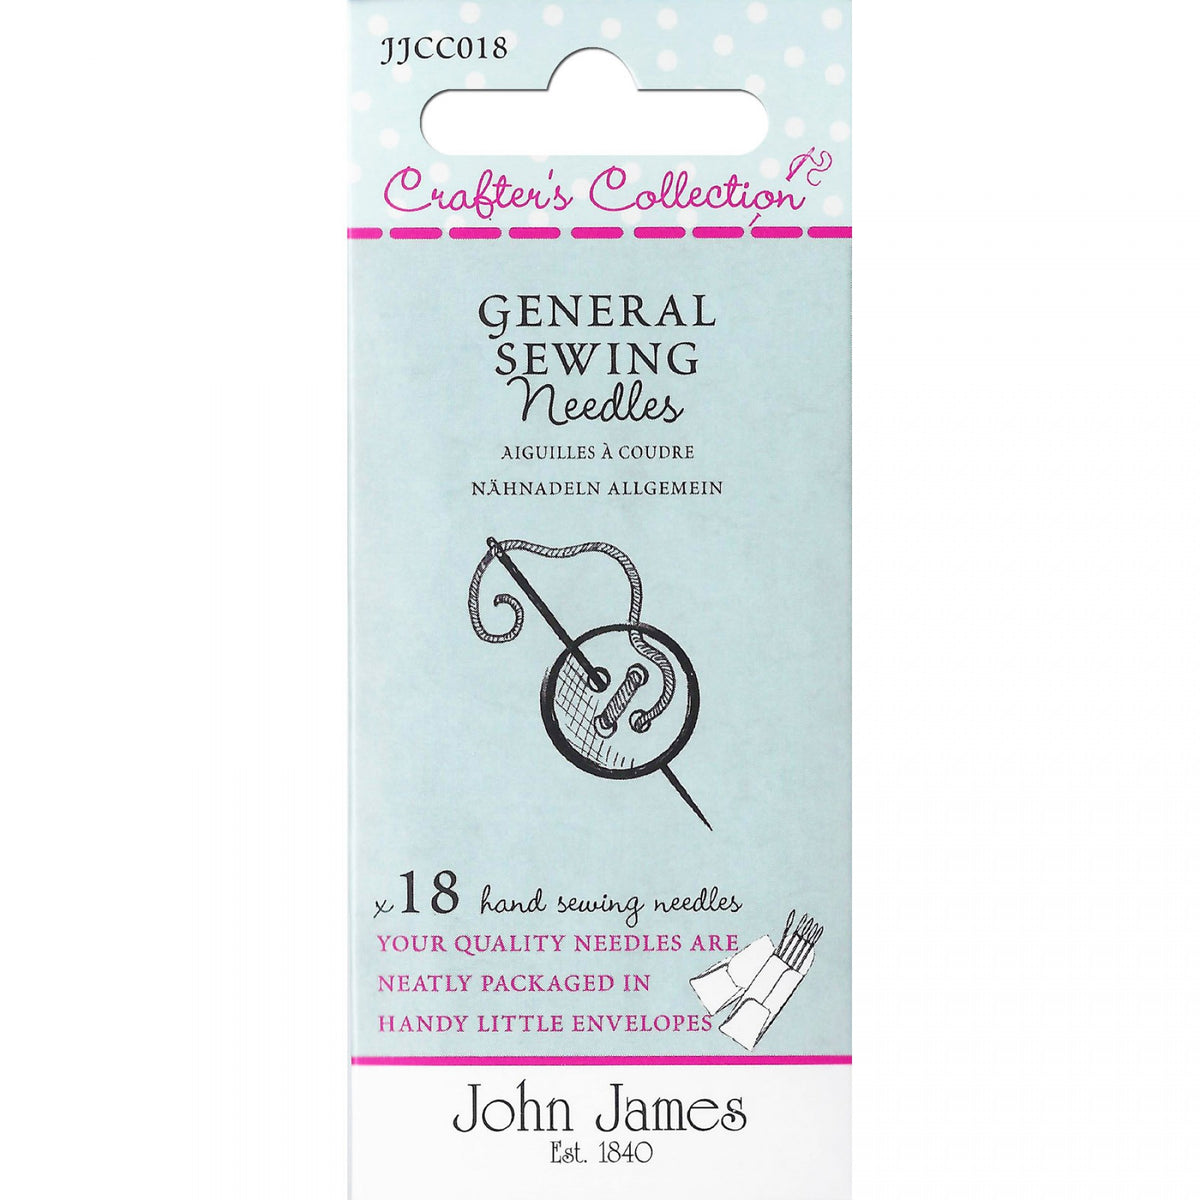 JJCC018
Crafter's Collection
GENERAL
SEWING
Needles
AIGUILLES À COUDRE
NÄHNADELN ALLGEMEIN
x18 hand sewing needles
YOUR QUALITY NEEDLES ARE
NEATLY PACKAGED IN
HANDY LITTLE ENVELOPES
John James
Est. 1840